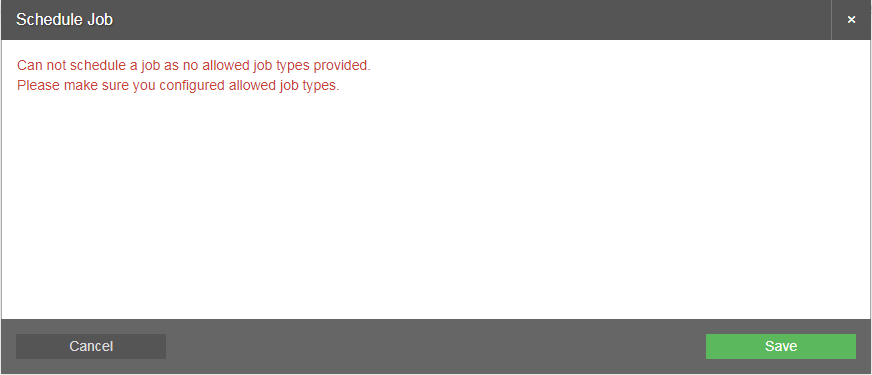 Schedule Job
×
Can not schedule a job as no allowed job types provided.
Please make sure you configured allowed job types.
Cancel
Save